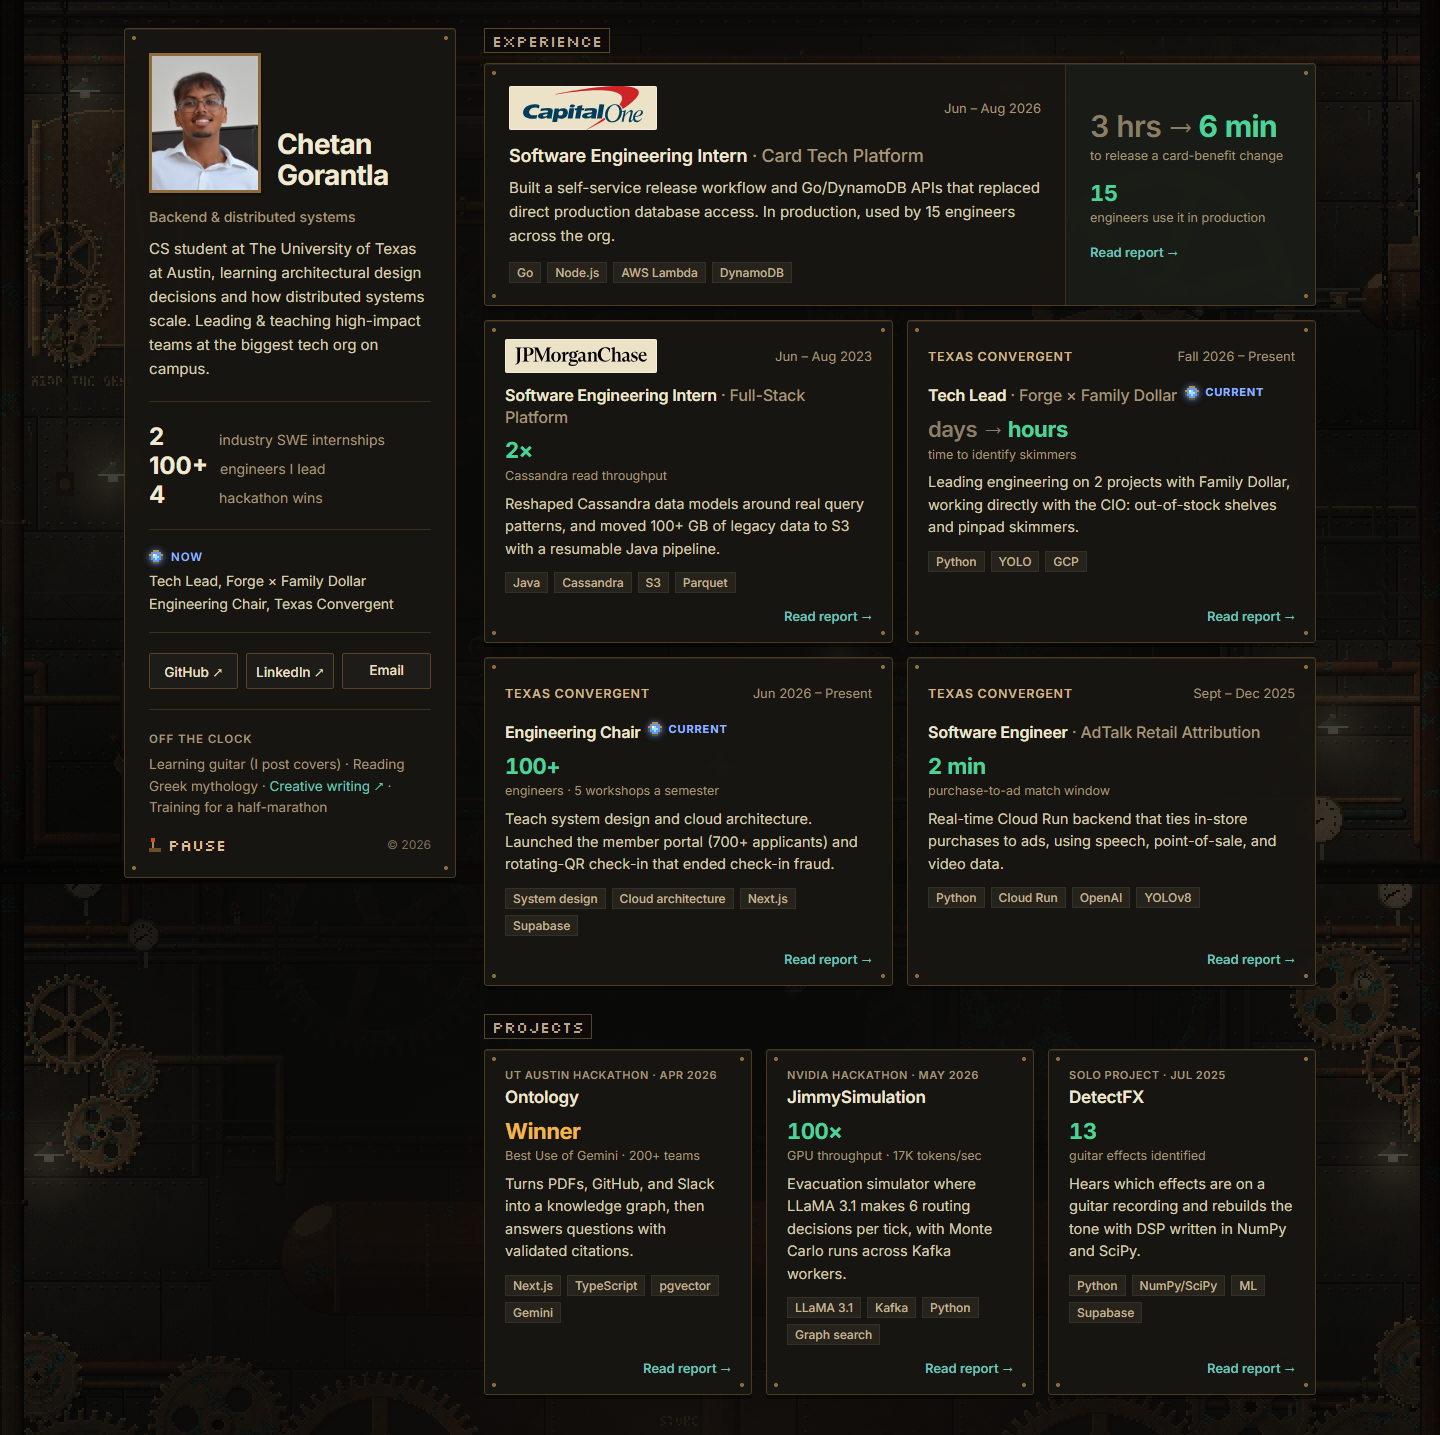 Chetan
Gorantla
Backend & distributed systems
CS student at The University of Texas
at Austin, learning architectural design
decisions and how distributed systems
scale. Leading & teaching high-impact
teams at the biggest tech org on
campus.
2 industry SWE internships
100+ engineers I lead
4 hackathon wins
NOW
Tech Lead, Forge × Family Dollar
Engineering Chair, Texas Convergent
GitHub ↗ LinkedIn ↗ Email
OFF THE CLOCK
Learning guitar (I post covers) · Reading
Greek mythology · Creative writing ↗ ·
Training for a half-marathon
PAUSE © 2026
EXPERIENCE
Capital One Jun – Aug 2026
Software Engineering Intern · Card Tech Platform
Built a self-service release workflow and Go/DynamoDB APIs that replaced
direct production database access. In production, used by 15 engineers
across the org.
Go Node.js AWS Lambda DynamoDB
3 hrs → 6 min
to release a card-benefit change
15
engineers use it in production
Read report →
JPMorganChase Jun – Aug 2023
Software Engineering Intern · Full-Stack
Platform
2×
Cassandra read throughput
Reshaped Cassandra data models around real query
patterns, and moved 100+ GB of legacy data to S3
with a resumable Java pipeline.
Java Cassandra S3 Parquet
Read report →
TEXAS CONVERGENT Fall 2026 – Present
Tech Lead · Forge × Family Dollar CURRENT
days → hours
time to identify skimmers
Leading engineering on 2 projects with Family Dollar,
working directly with the CIO: out-of-stock shelves
and pinpad skimmers.
Python YOLO GCP
Read report →
TEXAS CONVERGENT Jun 2026 – Present
Engineering Chair CURRENT
100+
engineers · 5 workshops a semester
Teach system design and cloud architecture.
Launched the member portal (700+ applicants) and
rotating-QR check-in that ended check-in fraud.
System design Cloud architecture Next.js
Supabase
Read report →
TEXAS CONVERGENT Sept – Dec 2025
Software Engineer · AdTalk Retail Attribution
2 min
purchase-to-ad match window
Real-time Cloud Run backend that ties in-store
purchases to ads, using speech, point-of-sale, and
video data.
Python Cloud Run OpenAI YOLOv8
Read report →
PROJECTS
UT AUSTIN HACKATHON · APR 2026
Ontology
Winner
Best Use of Gemini · 200+ teams
Turns PDFs, GitHub, and Slack
into a knowledge graph, then
answers questions with
validated citations.
Next.js TypeScript pgvector
Gemini
Read report →
NVIDIA HACKATHON · MAY 2026
JimmySimulation
100×
GPU throughput · 17K tokens/sec
Evacuation simulator where
LLaMA 3.1 makes 6 routing
decisions per tick, with Monte
Carlo runs across Kafka
workers.
LLaMA 3.1 Kafka Python
Graph search
Read report →
SOLO PROJECT · JUL 2025
DetectFX
13
guitar effects identified
Hears which effects are on a
guitar recording and rebuilds the
tone with DSP written in NumPy
and SciPy.
Python NumPy/SciPy ML
Supabase
Read report →